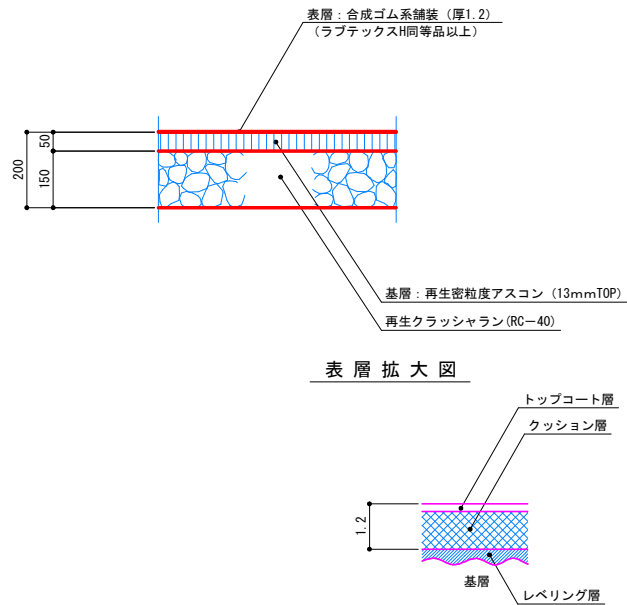 表層：合成ゴム系舗装（厚1.2）
（ラブテックスH同等品以上）
50
200
150
基層：再生密粒度アスコン（13mmTOP）
再生クラッシャラン(RC－40)
表層拡大図
トップコート層
クッション層
1.2
基層
レベリング層